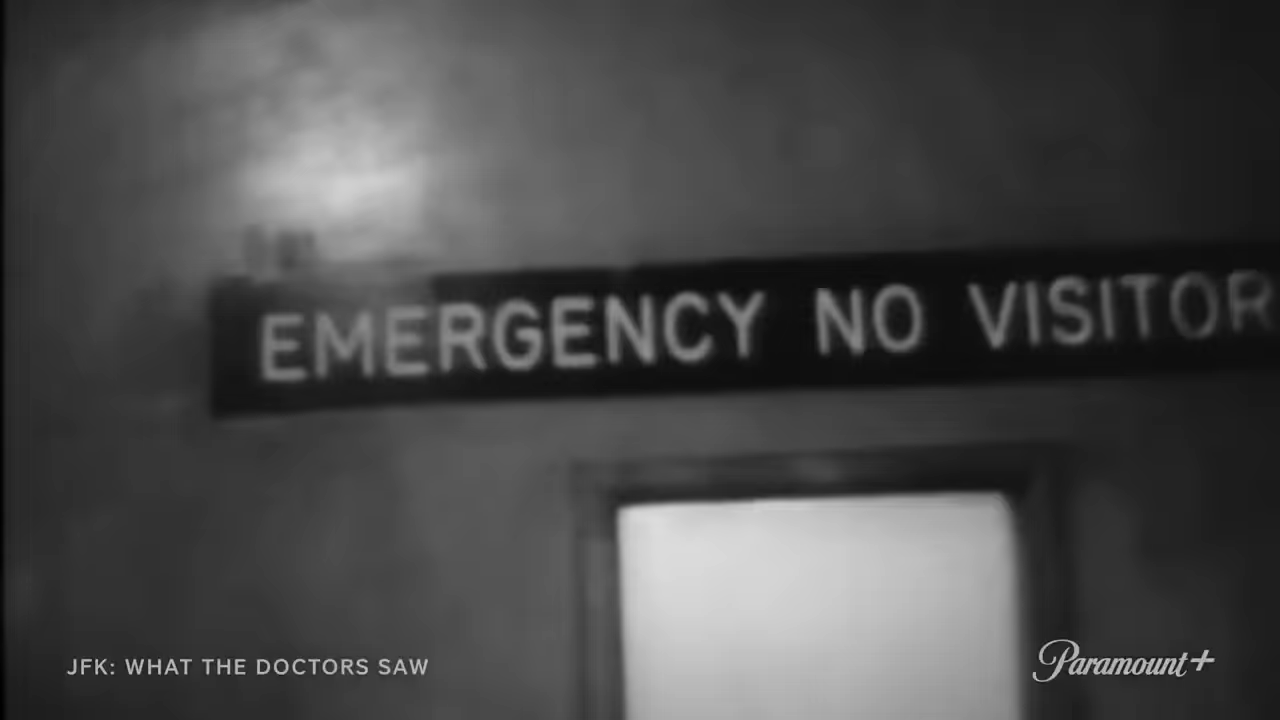 EMERGENCY NO VISITOR
JFK: WHAT THE DOCTORS SAW
Paramount+